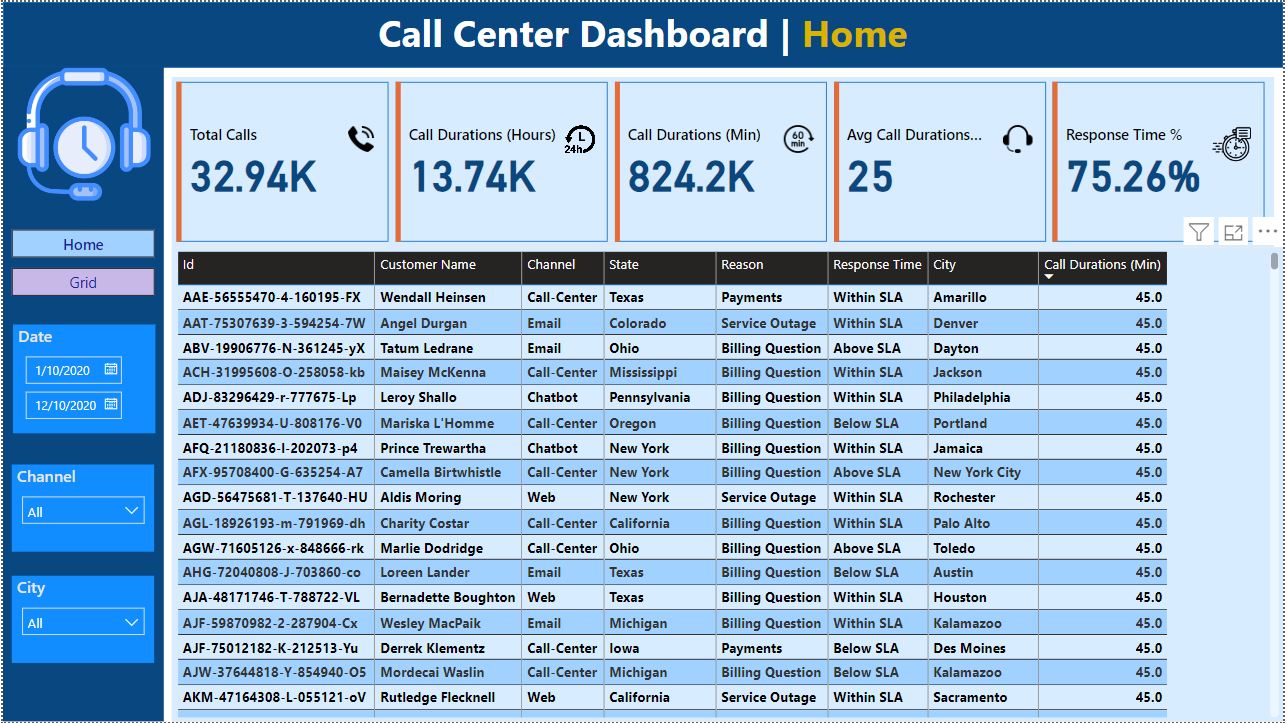 Call Center Dashboard | Home
Total Calls
32.94K
Call Durations (Hours)
24h
13.74K
Call Durations (Min)
60 min
824.2K
Avg Call Durations...
25
Response Time %
75.26%
Home
Grid
Date
1/10/2020
12/10/2020
Channel
All
City
All
Id Customer Name Channel State Reason Response Time City Call Durations (Min)
AAE-56555470-4-160195-FX Wendall Heinsen Call-Center Texas Payments Within SLA Amarillo 45.0
AAT-75307639-3-594254-7W Angel Durgan Email Colorado Service Outage Within SLA Denver 45.0
ABV-19906776-N-361245-yX Tatum Ledrane Email Ohio Billing Question Above SLA Dayton 45.0
ACH-31995608-O-258058-kb Maisey McKenna Call-Center Mississippi Billing Question Within SLA Jackson 45.0
ADJ-83296429-r-777675-Lp Leroy Shallo Chatbot Pennsylvania Billing Question Within SLA Philadelphia 45.0
AET-47639934-U-808176-V0 Mariska L'Homme Call-Center Oregon Billing Question Below SLA Portland 45.0
AFQ-21180836-I-202073-p4 Prince Trewartha Chatbot New York Billing Question Within SLA Jamaica 45.0
AFX-95708400-G-635254-A7 Camella Birtwhistle Call-Center New York Billing Question Above SLA New York City 45.0
AGD-56475681-T-137640-HU Aldis Moring Web New York Service Outage Within SLA Rochester 45.0
AGL-18926193-m-791969-dh Charity Costar Call-Center California Billing Question Within SLA Palo Alto 45.0
AGW-71605126-x-848666-rk Marlie Dodridge Call-Center Ohio Billing Question Above SLA Toledo 45.0
AHG-72040808-J-703860-co Loreen Lander Email Texas Billing Question Below SLA Austin 45.0
AJA-48171746-T-788722-VL Bernadette Boughton Web Texas Billing Question Within SLA Houston 45.0
AJF-59870982-2-287904-Cx Wesley MacPaik Email Michigan Billing Question Within SLA Kalamazoo 45.0
AJF-75012182-K-212513-Yu Derrek Klementz Call-Center Iowa Payments Below SLA Des Moines 45.0
AJW-37644818-Y-854940-O5 Mordecai Waslin Call-Center Michigan Billing Question Below SLA Kalamazoo 45.0
AKM-47164308-L-055121-oV Rutledge Flecknell Web California Service Outage Within SLA Sacramento 45.0